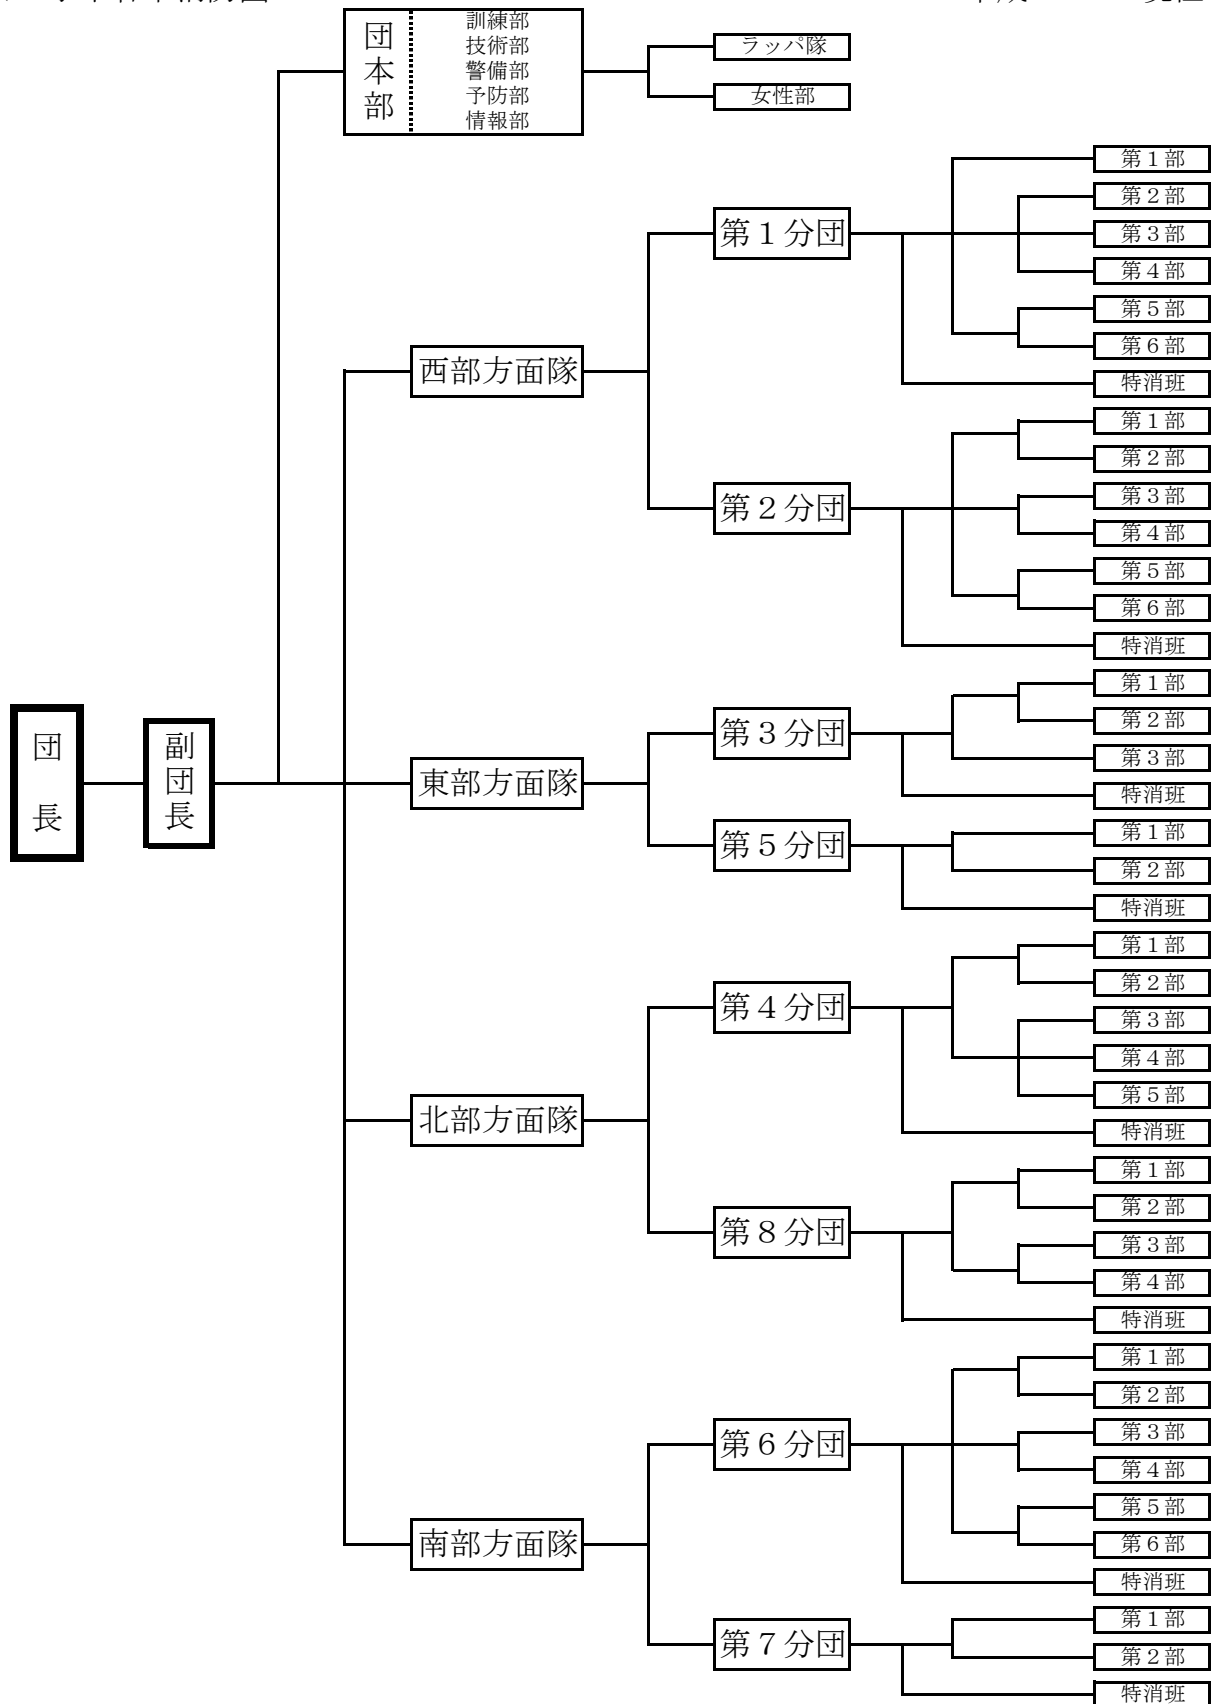 訓練部
技術部
警備部
予防部
情報部
団本部
ラッパ隊
女性部
第１部
第２部
第１分団
第３部
第４部
第５部
第６部
西部方面隊
特消班
第１部
第２部
第２分団
第３部
第４部
第５部
第６部
特消班
第１部
第３分団
第２部
団長
副団長
第３部
東部方面隊
特消班
第５分団
第１部
第２部
特消班
第１部
第２部
第４分団
第３部
第４部
第５部
北部方面隊
特消班
第１部
第２部
第８分団
第３部
第４部
特消班
第１部
第２部
第６分団
第３部
第４部
第５部
第６部
南部方面隊
特消班
第１部
第７分団
第２部
特消班